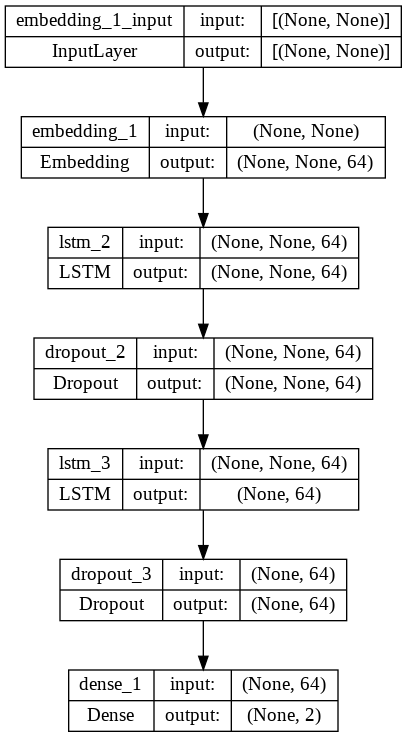 embedding_1_input input: [(None, None)]
InputLayer output: [(None, None)]
embedding_1 input: (None, None)
Embedding output: (None, None, 64)
lstm_2 input: (None, None, 64)
LSTM output: (None, None, 64)
dropout_2 input: (None, None, 64)
Dropout output: (None, None, 64)
lstm_3 input: (None, None, 64)
LSTM output: (None, 64)
dropout_3 input: (None, 64)
Dropout output: (None, 64)
dense_1 input: (None, 64)
Dense output: (None, 2)